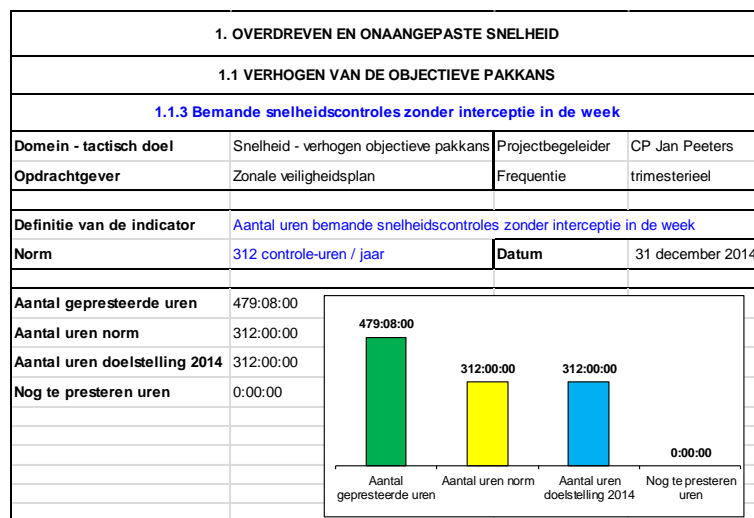 1. OVERDREVEN EN ONAANGEPASTE SNELHEID
1.1 VERHOGEN VAN DE OBJECTIEVE PAKKANS
1.1.3 Bemande snelheidscontroles zonder interceptie in de week
Domein - tactisch doel Snelheid - verhogen objectieve pakkans Projectbegeleider CP Jan Peeters
Opdrachtgever Zonale veiligheidsplan Frequentie trimesterieel
Definitie van de indicator Aantal uren bemande snelheidscontroles zonder interceptie in de week
Norm 312 controle-uren / jaar Datum 31 december 2014
Aantal gepresteerde uren 479:08:00
Aantal uren norm 312:00:00
Aantal uren doelstelling 2014 312:00:00
Nog te presteren uren 0:00:00
479:08:00
312:00:00 312:00:00
0:00:00
Aantal Aantal uren norm Aantal uren Nog te presteren
gepresteerde uren doelstelling 2014 uren